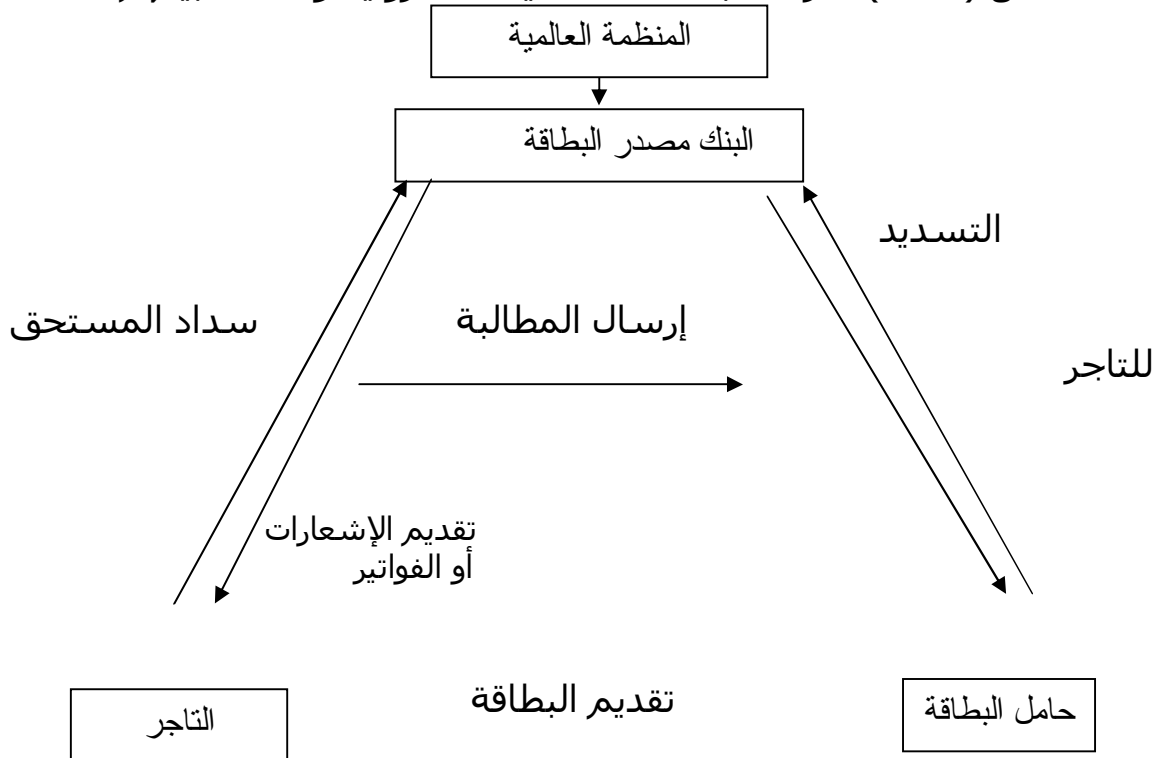 المنظمة العالمية
البنك مصدر البطاقة
التسديد
سداد المستحق
إرسال المطالبة
للتاجر
تقديم الإشعارات
أو الفواتير
تقديم البطاقة
حامل البطاقة
التاجر